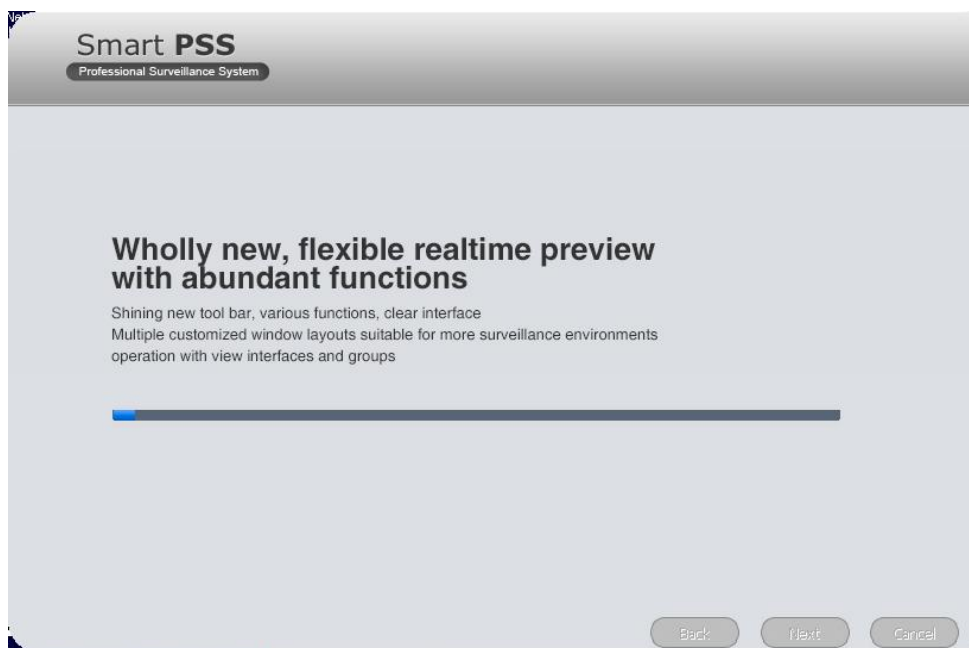 Smart PSS
Professional Surveillance System
Wholly new, flexible realtime preview
with abundant functions
Shining new tool bar, various functions, clear interface
Multiple customized window layouts suitable for more surveillance environments
operation with view interfaces and groups
Back Next Cancel